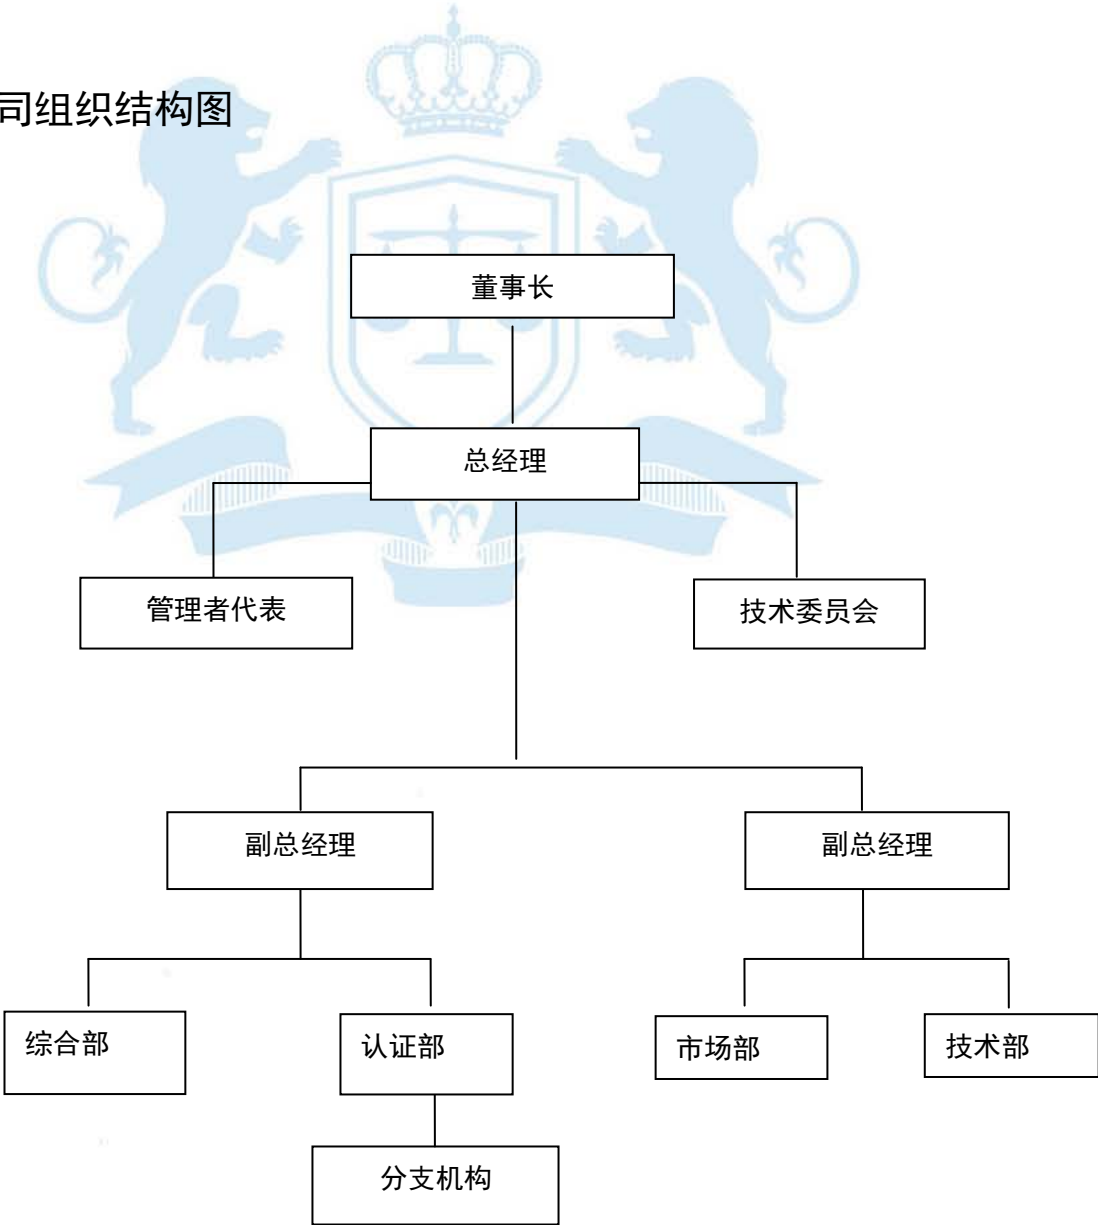 司组织结构图
董事长
总经理
管理者代表
技术委员会
副总经理
副总经理
综合部
认证部
市场部
技术部
分支机构